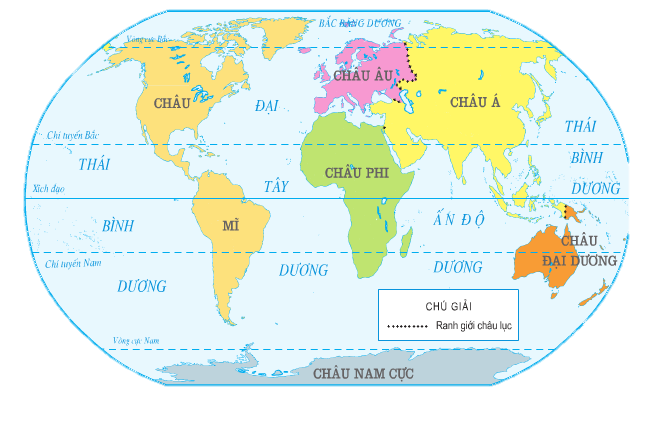 BẮC BĂNG DƯƠNG
Vòng cực Bắc
CHÂU ÂU
CHÂU
ĐẠI
CHÂU Á
THÁI
Chí tuyến Bắc
THÁI
BÌNH
CHÂU PHI
TÂY
DƯƠNG
Xích đạo
BÌNH
MĨ
ẤN ĐỘ
CHÂU
ĐẠI DƯƠNG
Chí tuyến Nam
DƯƠNG
DƯƠNG
DƯƠNG
CHÚ GIẢI
Ranh giới châu lục
Vòng cực Nam
CHÂU NAM CỰC